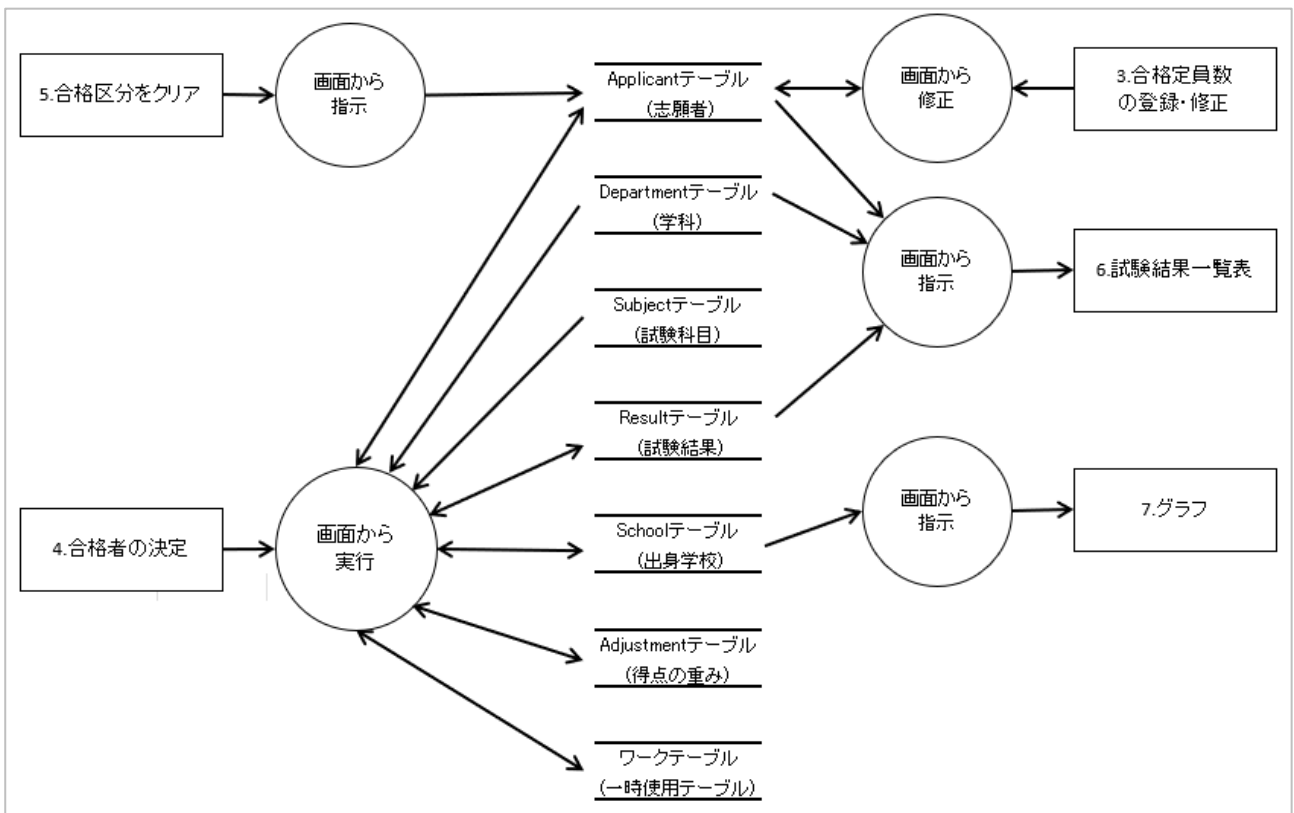 5.合格区分をクリア
画面から
指示
Applicantテーブル
(志願者)
画面から
修正
3.合格定員数
の登録・修正
Departmentテーブル
(学科)
画面から
指示
6.試験結果一覧表
Subjectテーブル
(試験科目)
Resultテーブル
(試験結果)
4.合格者の決定
画面から
実行
Schoolテーブル
(出身学校)
画面から
指示
7.グラフ
Adjustmentテーブル
(得点の重み)
ワークテーブル
(一時使用テーブル)